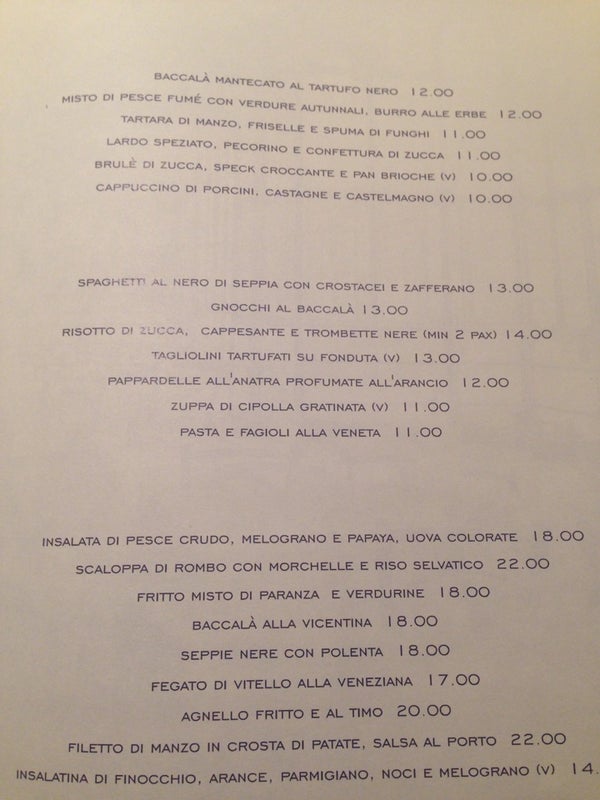 BACCALÀ MANTECATO AL TARTUFO NERO 12.00
MISTO DI PESCE FUMÉ CON VERDURE AUTUNNALI, BURRO ALLE ERBE 12.00
TARTARA DI MANZO, FRISELLE E SPUMA DI FUNGHI 11.00
LARDO SPEZIATO, PECORINO E CONFETTURA DI ZUCCA 11.00
BRULÈ DI ZUCCA, SPECK CROCCANTE E PAN BRIOCHE (V) 10.00
CAPPUCCINO DI PORCINI, CASTAGNE E CASTELMAGNO (V) 10.00
SPAGHETTI AL NERO DI SEPPIA CON CROSTACEI E ZAFFERANO 13.00
GNOCCHI AL BACCALÀ 13.00
RISOTTO DI ZUCCA, CAPPESANTE E TROMBETTE NERE (MIN 2 PAX) 14.00
TAGLIOLINI TARTUFATI SU FONDUTA (V) 13.00
PAPPARDELLE ALL'ANATRA PROFUMATE ALL'ARANCIO 12.00
ZUPPA DI CIPOLLA GRATINATA (V) 11.00
PASTA E FAGIOLI ALLA VENETA 11.00
INSALATA DI PESCE CRUDO, MELOGRANO E PAPAYA, UOVA COLORATE 18.00
SCALOPPA DI ROMBO CON MORCHELLE E RISO SELVATICO 22.00
FRITTO MISTO DI PARANZA E VERDURINE 18.00
BACCALÀ ALLA VICENTINA 18.00
SEPPIE NERE CON POLENTA 18.00
FEGATO DI VITELLO ALLA VENEZIANA 17.00
AGNELLO FRITTO E AL TIMO 20.00
FILETTO DI MANZO IN CROSTA DI PATATE, SALSA AL PORTO 22.00
INSALATINA DI FINOCCHIO, ARANCE, PARMIGIANO, NOCI E MELOGRANO (V) 14.